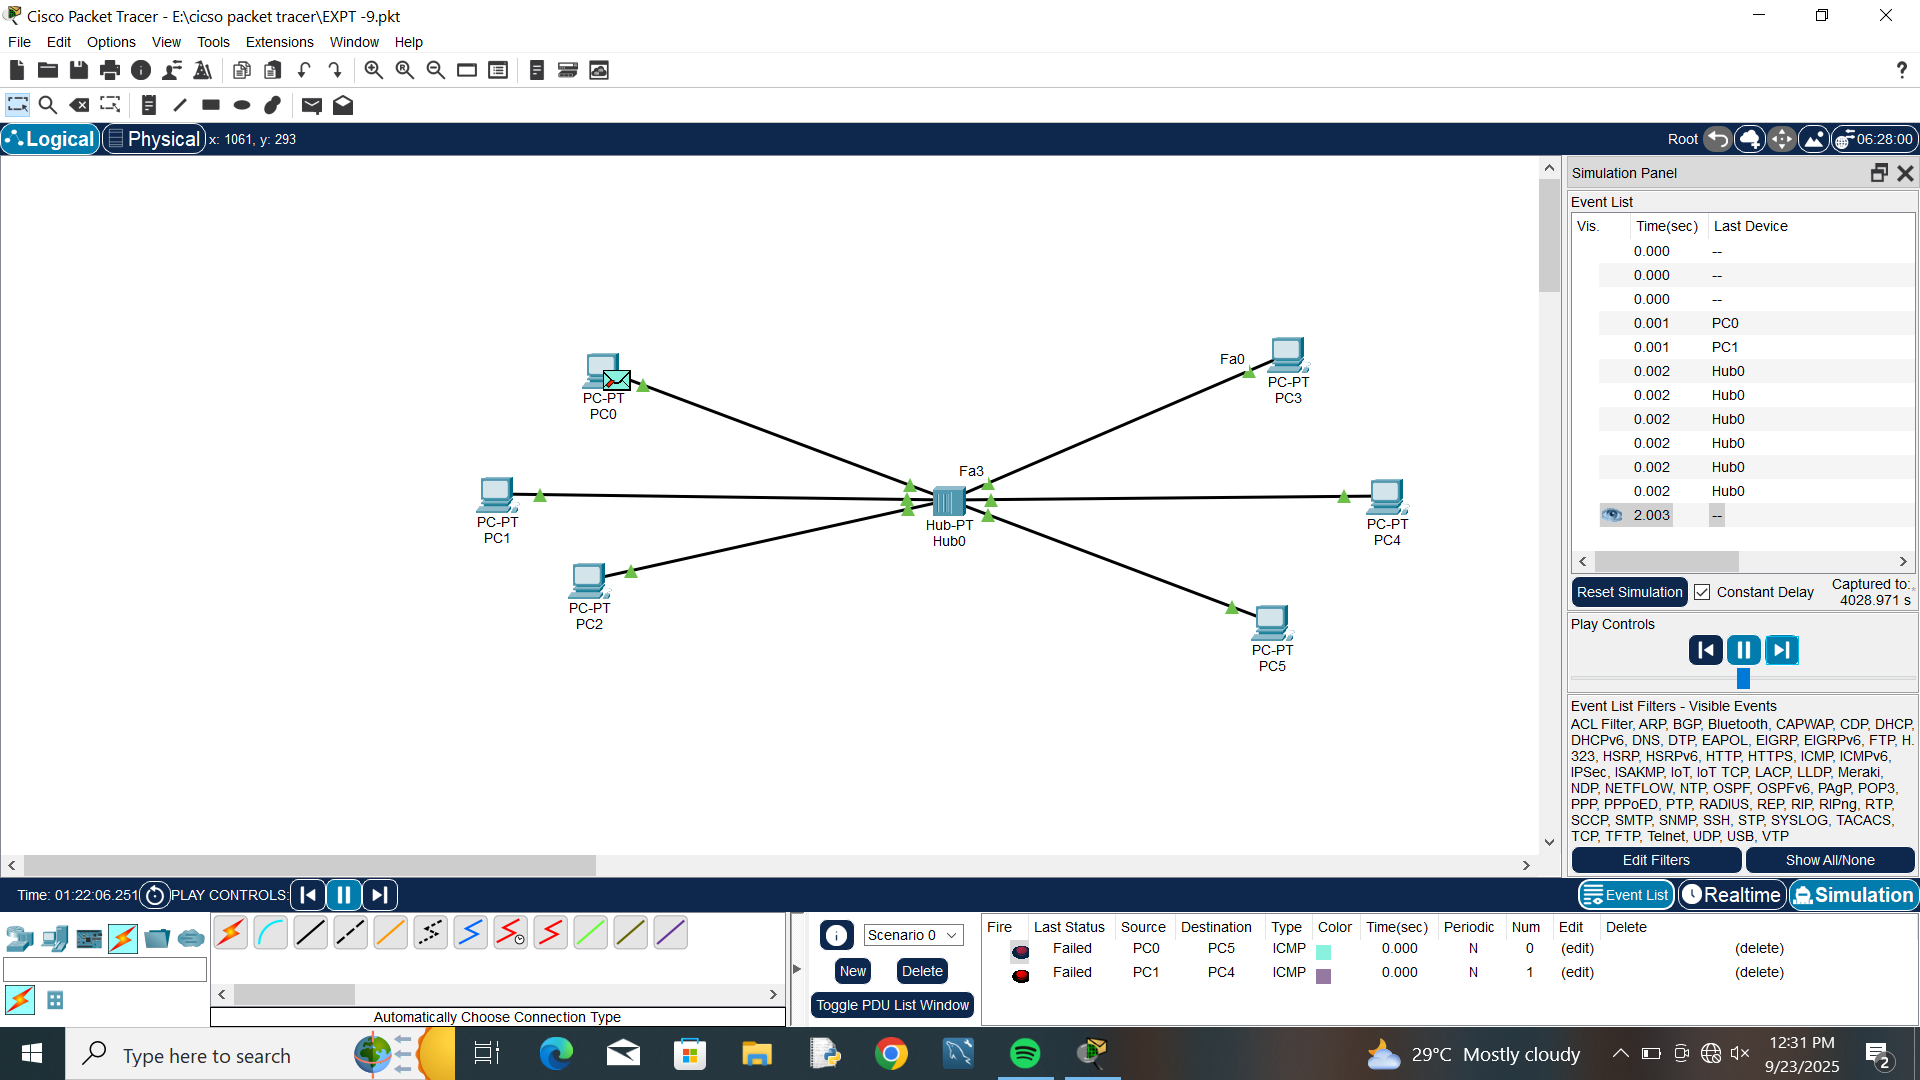 Cisco Packet Tracer - E:\cicso packet tracer\EXPT -9.pkt
File Edit Options View Tools Extensions Window Help
?
Logical Physical x: 1061, y: 293
Root 06:28:00
Simulation Panel
Event List
Vis. Time(sec) Last Device
0.000 --
0.000 --
0.000 --
0.001 PC0
0.001 PC1
0.002 Hub0
0.002 Hub0
0.002 Hub0
0.002 Hub0
0.002 Hub0
0.002 Hub0
2.003 --
Reset Simulation Constant Delay Captured to:
4028.971 s
Play Controls
Event List Filters - Visible Events
ACL Filter, ARP, BGP, Bluetooth, CAPWAP, CDP, DHCP,
DHCPv6, DNS, DTP, EAPOL, EIGRP, EIGRPv6, FTP, H.
323, HSRP, HSRPv6, HTTP, HTTPS, ICMP, ICMPv6,
IPSec, ISAKMP, IoT, IoT TCP, LACP, LLDP, Meraki,
NDP, NETFLOW, NTP, OSPF, OSPFv6, PAgP, POP3,
PPP, PPPoED, PTP, RADIUS, REP, RIP, RIPng, RTP,
SCCP, SMTP, SNMP, SSH, STP, SYSLOG, TACACS,
TCP, TFTP, Telnet, UDP, USB, VTP
Edit Filters Show All/None
PC-PT
PC0
Fa0
PC-PT
PC3
PC-PT
PC1
Fa3
Hub-PT
Hub0
PC-PT
PC4
PC-PT
PC2
PC-PT
PC5
Time: 01:22:06.251 PLAY CONTROLS:
Event List Realtime Simulation
Automatically Choose Connection Type
Scenario 0
New Delete
Toggle PDU List Window
Fire Last Status Source Destination Type Color Time(sec) Periodic Num Edit Delete
Failed PC0 PC5 ICMP 0.000 N 0 (edit) (delete)
Failed PC1 PC4 ICMP 0.000 N 1 (edit) (delete)
Type here to search
29°C Mostly cloudy
12:31 PM
9/23/2025
2